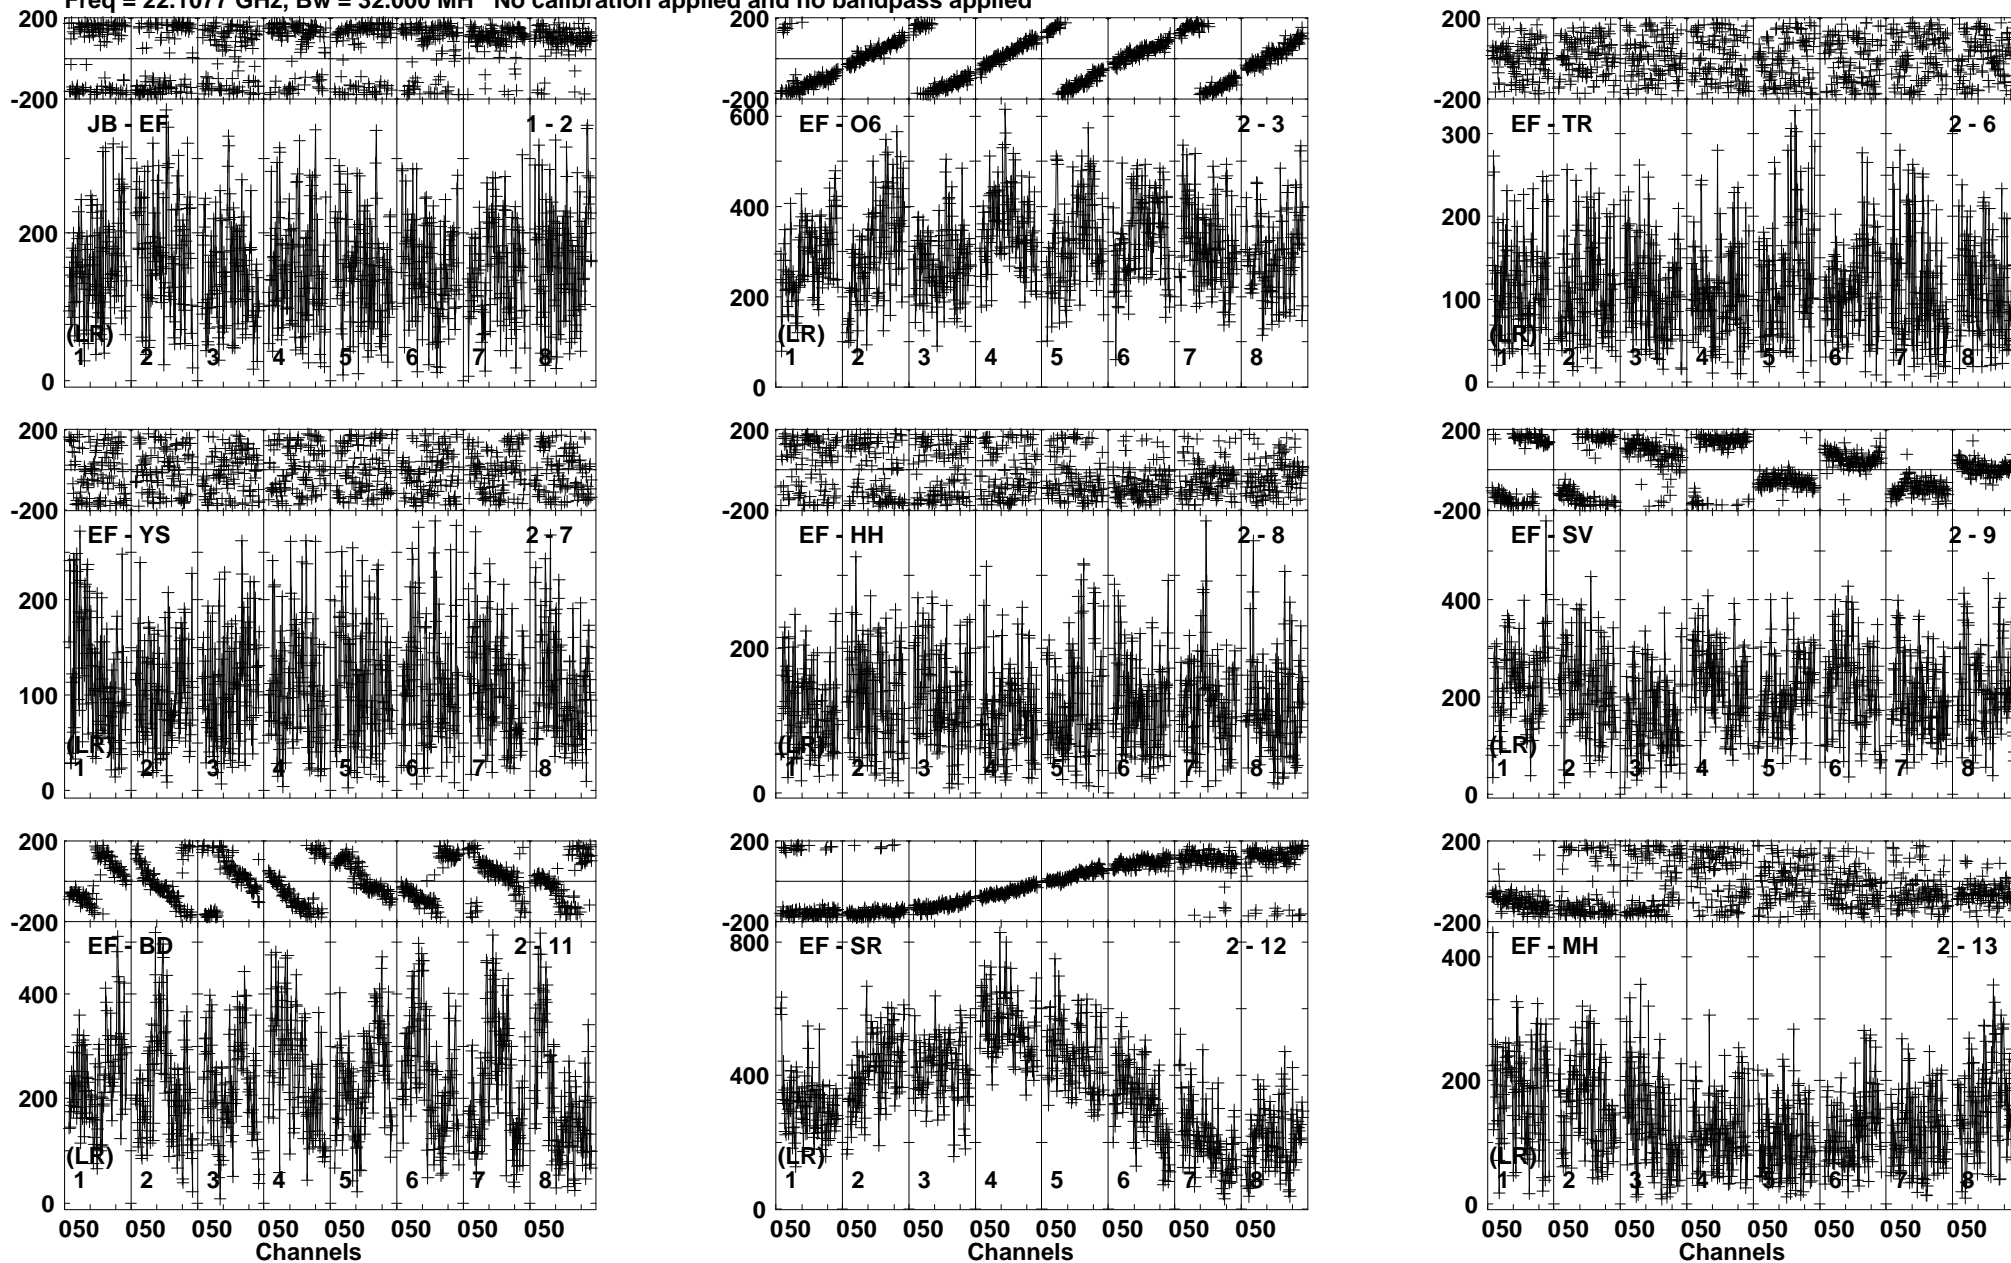 Freq = 22.1077 GHz, Bw = 32.000 MH No calibration applied and no bandpass applied
200
-200
JB - EF 1 - 2
200
0
(LR)
1 2 3 4 5 6 7 8
200
-200
600
EF - O6 2 - 3
400
200
0
(LR)
1 2 3 4 5 6 7 8
200
-200
300
EF - TR 2 - 6
200
100
0
(LR)
1 2 3 4 5 6 7 8
200
-200
EF - YS 2 - 7
200
100
0
(LR)
1 2 3 4 5 6 7 8
200
-200
EF - HH 2 - 8
200
0
(LR)
1 2 3 4 5 6 7 8
200
-200
EF - SV 2 - 9
400
200
0
(LR)
1 2 3 4 5 6 7 8
200
-200
EF - BD 2 - 11
400
200
0
(LR)
1 2 3 4 5 6 7 8
050 050 050 050 050 050 050 050
Channels
200
-200
800
EF - SR 2 - 12
400
0
(LR)
1 2 3 4 5 6 7 8
050 050 050 050 050 050 050 050
Channels
200
-200
EF - MH 2 - 13
400
200
0
(LR)
1 2 3 4 5 6 7 8
050 050 050 050 050 050 050 050
Channels